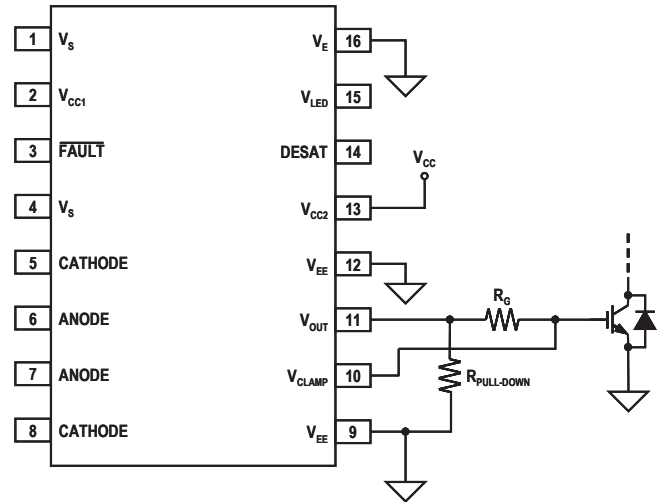 1 V_S
V_E 16
2 V_CC1
V_LED 15
3 FAULT
DESAT 14
V_CC
4 V_S
V_CC2 13
5 CATHODE
V_EE 12
6 ANODE
V_OUT 11
R_G
7 ANODE
V_CLAMP 10
R_PULL-DOWN
8 CATHODE
V_EE 9